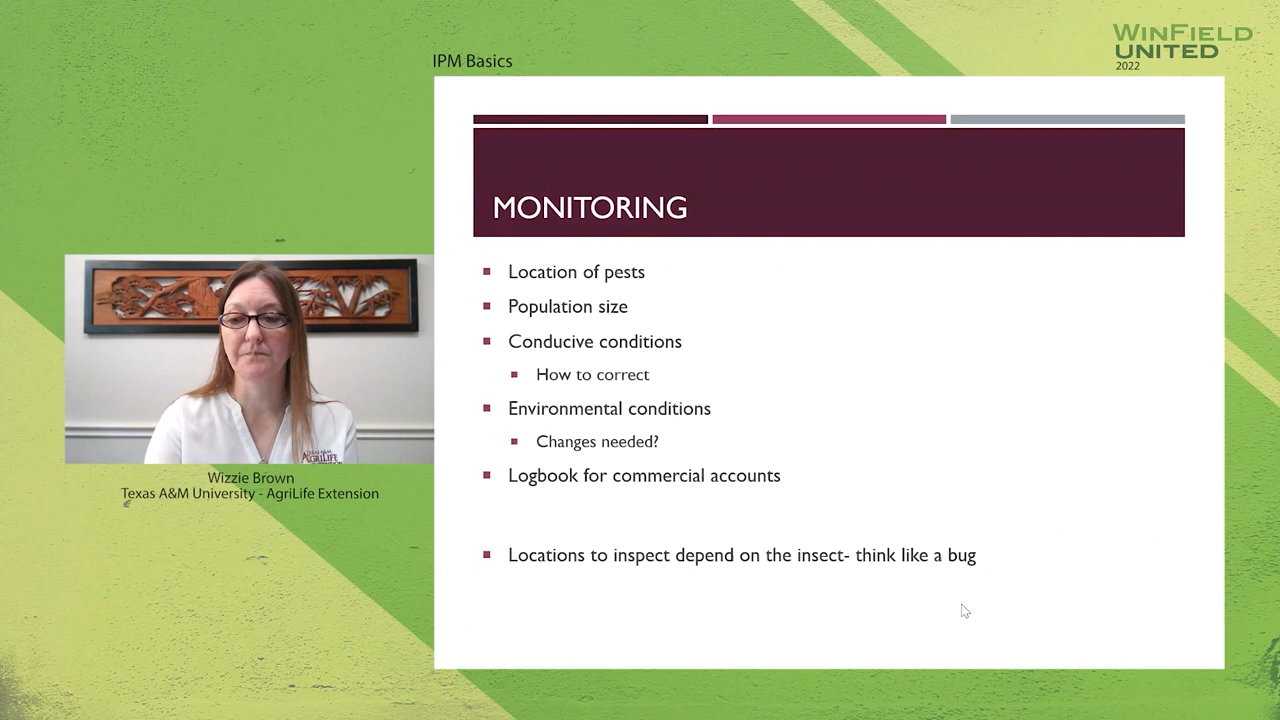 WINFIELD
UNITED
2022
IPM Basics
MONITORING
Location of pests
Population size
Conducive conditions
How to correct
Environmental conditions
Changes needed?
Logbook for commercial accounts
Locations to inspect depend on the insect- think like a bug
TEXAS A&M
AGRILIFE
Wizzie Brown
Texas A&M University - AgriLife Extension